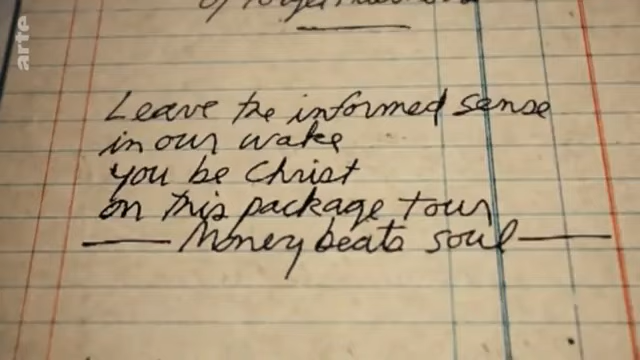 arte
Leave the informed sense
in our wake
you be Christ
on this package tour
— Money beats soul —